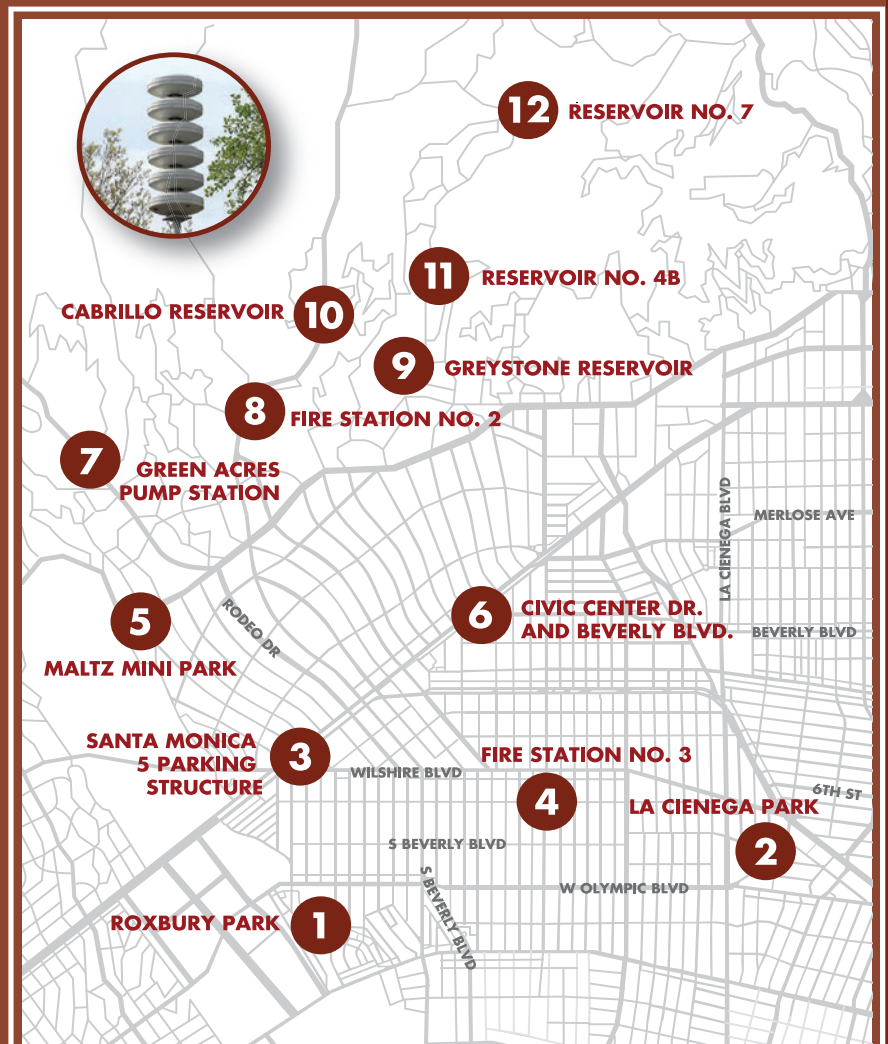 12 RESERVOIR NO. 7
11 RESERVOIR NO. 4B
CABRILLO RESERVOIR 10
9 GREYSTONE RESERVOIR
8 FIRE STATION NO. 2
7 GREEN ACRES
PUMP STATION
LA CIENEGA BLVD
MERLOSE AVE
5
MALTZ MINI PARK
RODEO DR
6 CIVIC CENTER DR.
AND BEVERLY BLVD.
BEVERLY BLVD
SANTA MONICA
5 PARKING
STRUCTURE
3
WILSHIRE BLVD
FIRE STATION NO. 3
4
6TH ST
LA CIENEGA PARK
2
S BEVERLY BLVD
W OLYMPIC BLVD
S BEVERLY BLVD
ROXBURY PARK 1